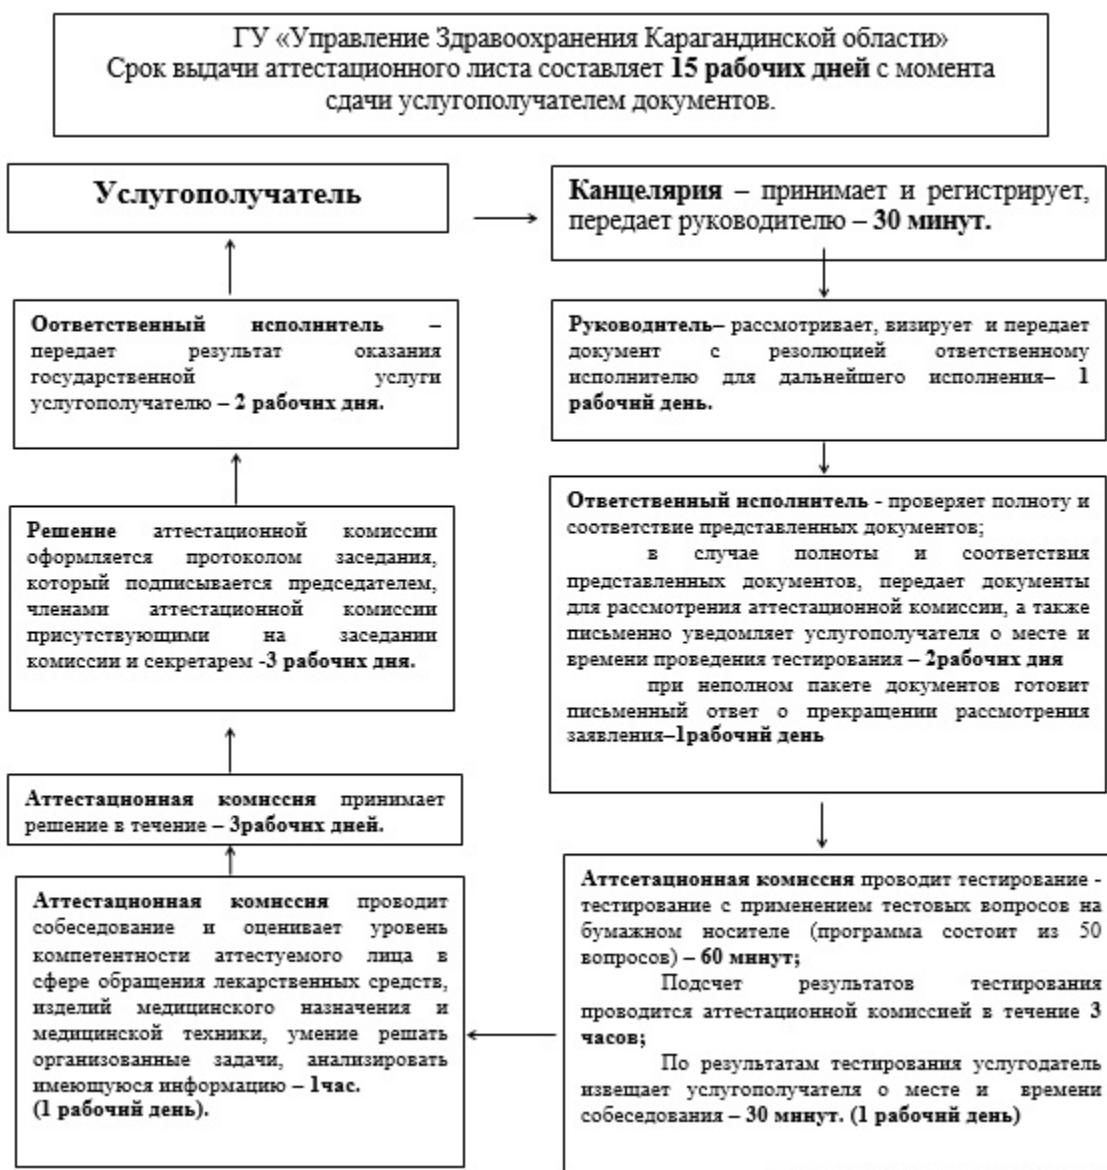 ГУ «Управление Здравоохранения Карагандинской области»
Срок выдачи аттестационного листа составляет 15 рабочих дней с момента
сдачи услугополучателем документов.
Услугополучатель
Канцелярия – принимает и регистрирует,
передает руководителю – 30 минут.
Руководитель– рассмотривает, визирует и передает
документ с резолюцией ответственному
исполнителю для дальнейшего исполнения– 1
рабочий день.
Ответственный исполнитель - проверяет полноту и
соответствие представленных документов;
в случае полноты и соответствия
представленных документов, передает документы
для рассмотрения аттестационной комиссии, а также
письменно уведомляет услугополучателя о месте и
времени проведения тестирования – 2рабочих дня
при неполном пакете документов готовит
письменный ответ о прекращении рассмотрения
заявления–1рабочий день
Аттсетационная комиссия проводит тестирование -
тестирование с применением тестовых вопросов на
бумажном носителе (программа состоит из 50
вопросов) – 60 минут;
Подсчет результатов тестирования
проводится аттестационной комиссией в течение 3
часов;
По результатам тестирования услугодатель
извещает услугополучателя о месте и времени
собеседования – 30 минут. (1 рабочий день)
Аттестационная комиссия проводит
собеседование и оценивает уровень
компетентности аттестуемого лица в
сфере обращения лекарственных средств,
изделий медицинского назначения и
медицинской техники, умение решать
организованные задачи, анализировать
имеющуюся информацию – 1час.
(1 рабочий день).
Аттестационная комиссия принимает
решение в течение – 3рабочих дней.
Решение аттестационной комиссии
оформляется протоколом заседания,
который подписывается председателем,
членами аттестационной комиссии
присутствующими на заседании
комиссии и секретарем -3 рабочих дня.
Оответственный исполнитель –
передает результат оказания
государственной услуги
услугополучателю – 2 рабочих дня.